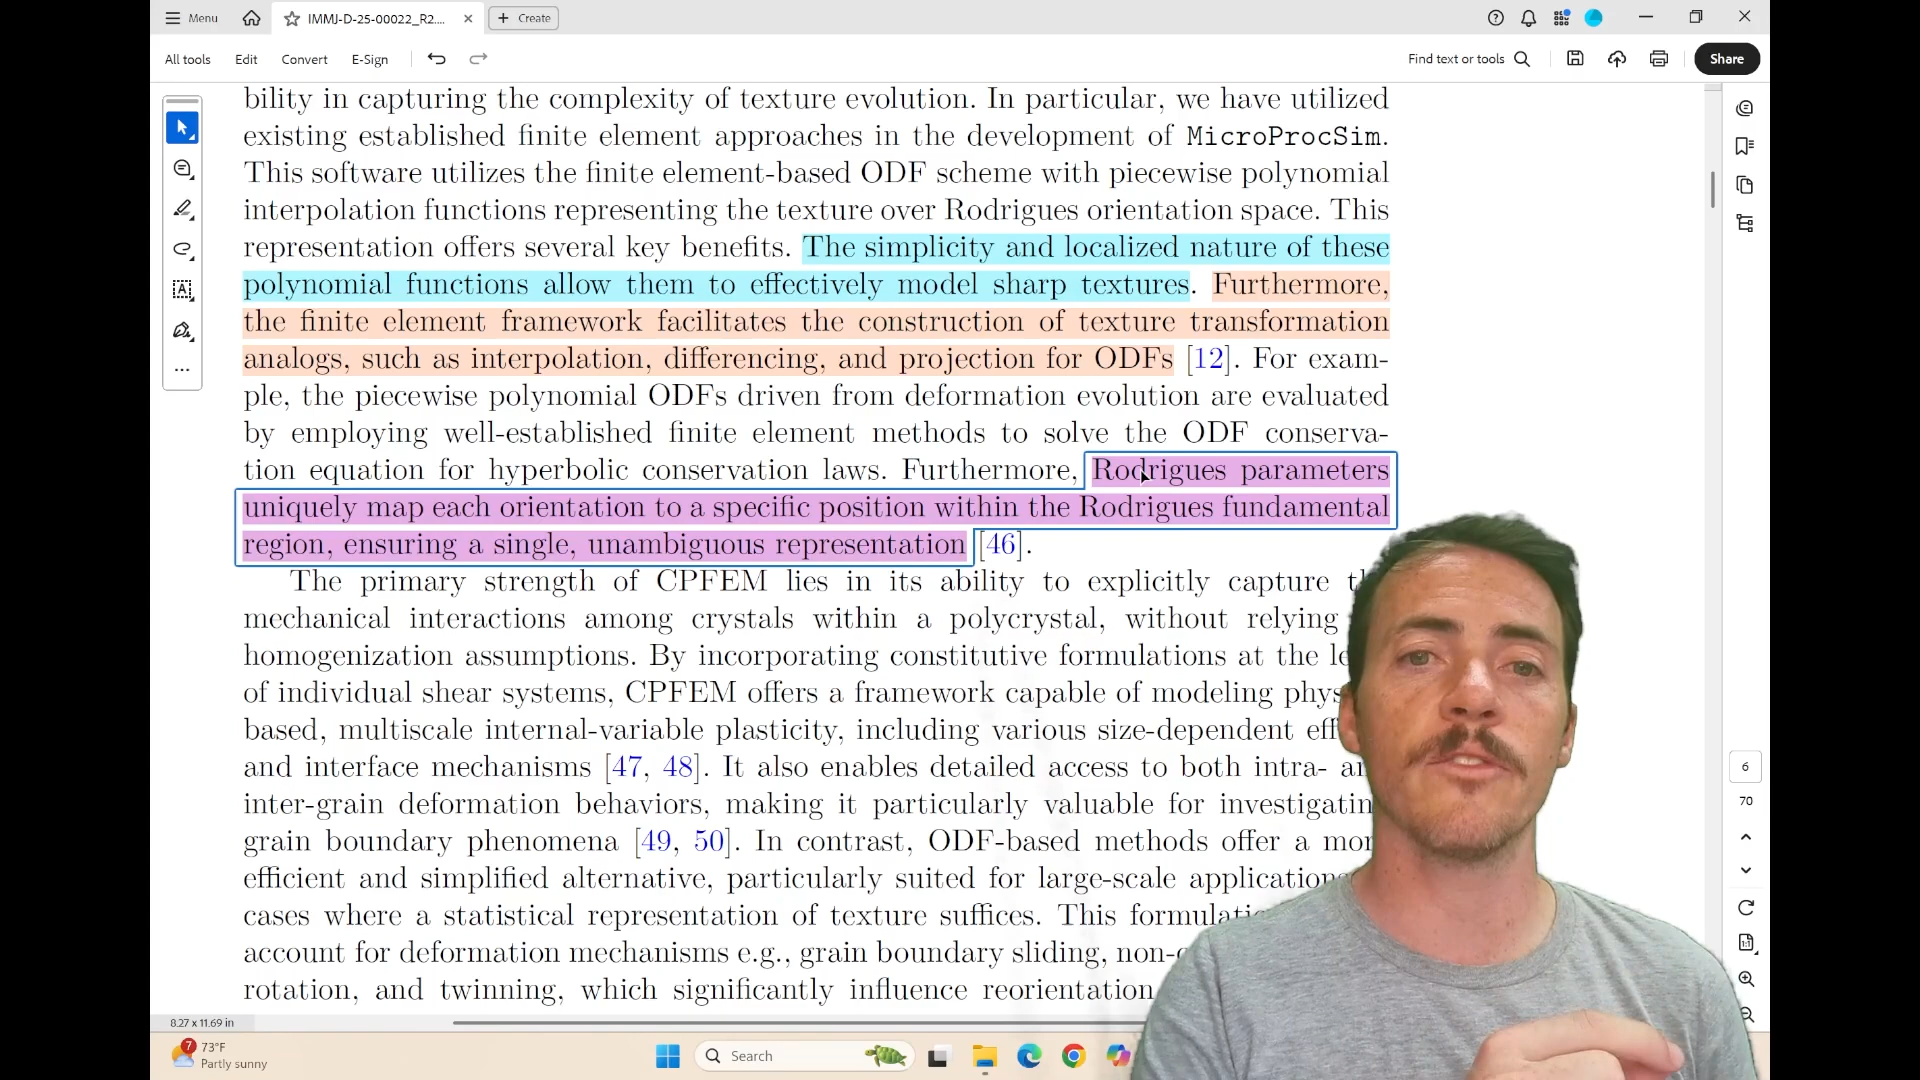 Menu
IMMJ-D-25-00022_R2....
Create
All tools Edit Convert E-Sign
Find text or tools
Share
bility in capturing the complexity of texture evolution. In particular, we have utilized
existing established finite element approaches in the development of MicroProcSim.
This software utilizes the finite element-based ODF scheme with piecewise polynomial
interpolation functions representing the texture over Rodrigues orientation space. This
representation offers several key benefits. The simplicity and localized nature of these
polynomial functions allow them to effectively model sharp textures. Furthermore,
the finite element framework facilitates the construction of texture transformation
analogs, such as interpolation, differencing, and projection for ODFs [12]. For exam-
ple, the piecewise polynomial ODFs driven from deformation evolution are evaluated
by employing well-established finite element methods to solve the ODF conserva-
tion equation for hyperbolic conservation laws. Furthermore, Rodrigues parameters
uniquely map each orientation to a specific position within the Rodrigues fundamental
region, ensuring a single, unambiguous representation [46].
The primary strength of CPFEM lies in its ability to explicitly capture
mechanical interactions among crystals within a polycrystal, without relying
homogenization assumptions. By incorporating constitutive formulations at the
of individual shear systems, CPFEM offers a framework capable of modeling
based, multiscale internal-variable plasticity, including various size-dependent
and interface mechanisms [47, 48]. It also enables detailed access to both intra-
inter-grain deformation behaviors, making it particularly valuable for
grain boundary phenomena [49, 50]. In contrast, ODF-based methods offer a
efficient and simplified alternative, particularly suited for large-scale
cases where a statistical representation of texture suffices. This
account for deformation mechanisms e.g., grain boundary sliding,
rotation, and twinning, which significantly influence reorientation
6
70
8.27 x 11.69 in
7
73°F
Partly sunny
Search